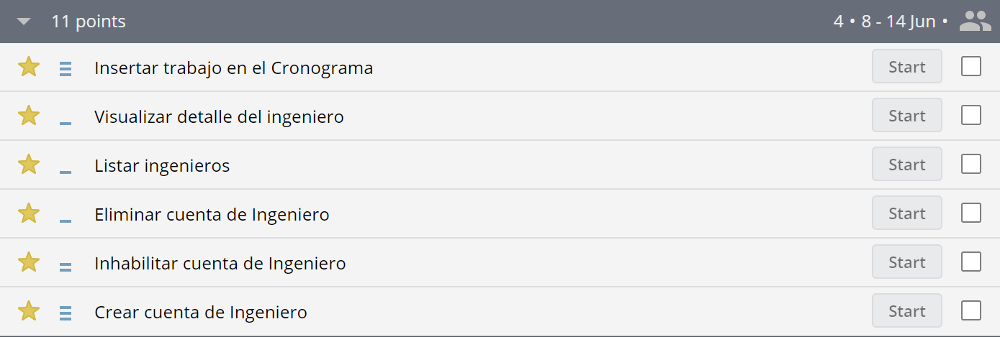 11 points 4 • 8 - 14 Jun •
Insertar trabajo en el Cronograma Start
Visualizar detalle del ingeniero Start
Listar ingenieros Start
Eliminar cuenta de Ingeniero Start
Inhabilitar cuenta de Ingeniero Start
Crear cuenta de Ingeniero Start